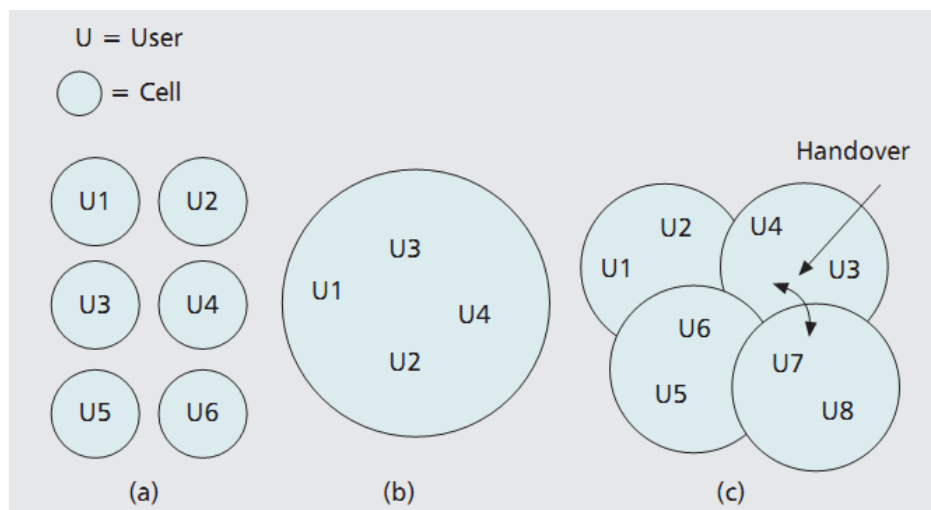 U = User
= Cell
Handover
U1 U2
U3 U4
U5 U6
(a)
U3
U1
U4
U2
(b)
U2
U4
U1
U3
U6
U7
U5
U8
(c)